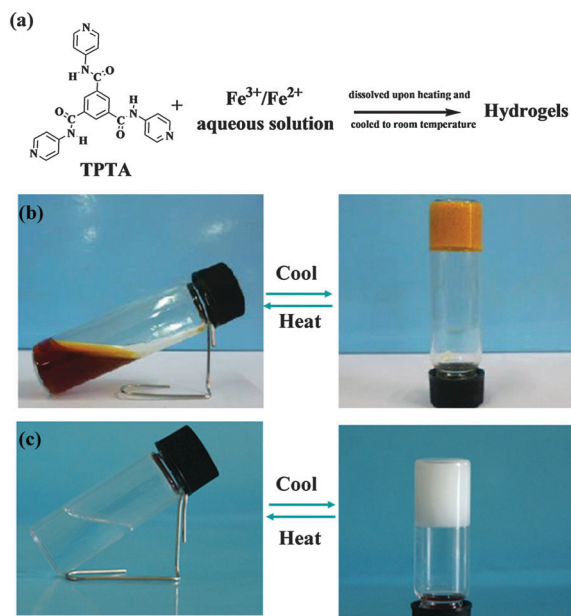 (a)
N
N
H
C
O
O
C
N
H
N
C
O
H
N
N
TPTA
+
Fe³⁺/Fe²⁺
aqueous solution
dissolved upon heating and
cooled to room temperature
Hydrogels
(b)
Cool
Heat
(c)
Cool
Heat